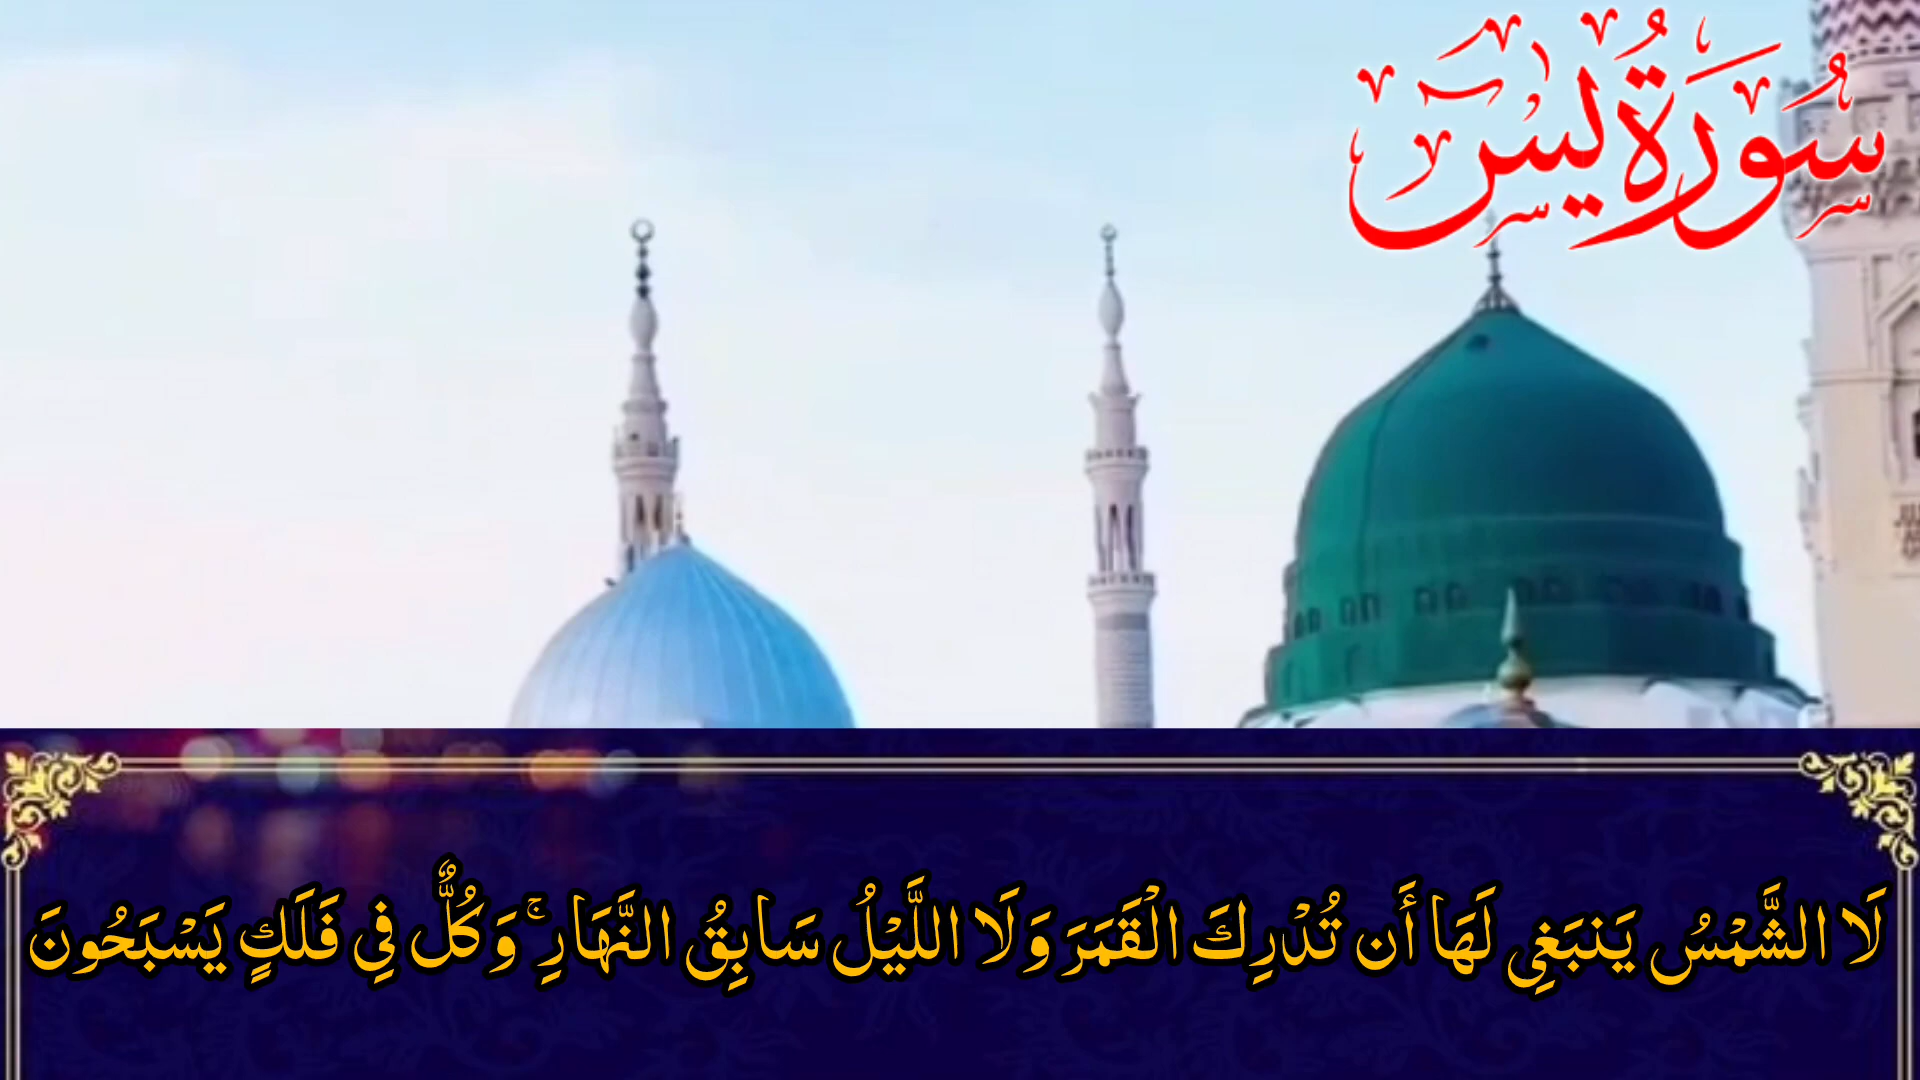 سُورَةُ يسٓ
لَا الشَّمْسُ يَنبَغِي لَهَا أَن تُدْرِكَ الْقَمَرَ وَلَا اللَّيْلُ سَابِقُ النَّهَارِ ۚ وَكُلٌّ فِي فَلَكٍ يَسْبَحُونَ